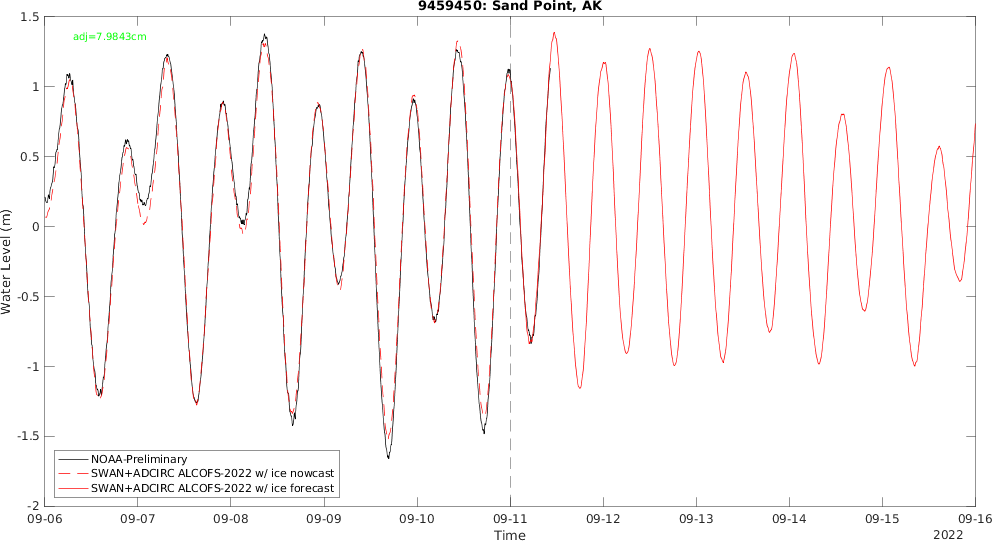 9459450: Sand Point, AK
adj=7.9843cm
1.5
1
0.5
0
-0.5
-1
-1.5
-2
Water Level (m)
NOAA-Preliminary
SWAN+ADCIRC ALCOFS-2022 w/ ice nowcast
SWAN+ADCIRC ALCOFS-2022 w/ ice forecast
09-06 09-07 09-08 09-09 09-10 09-11 09-12 09-13 09-14 09-15 09-16
Time
2022